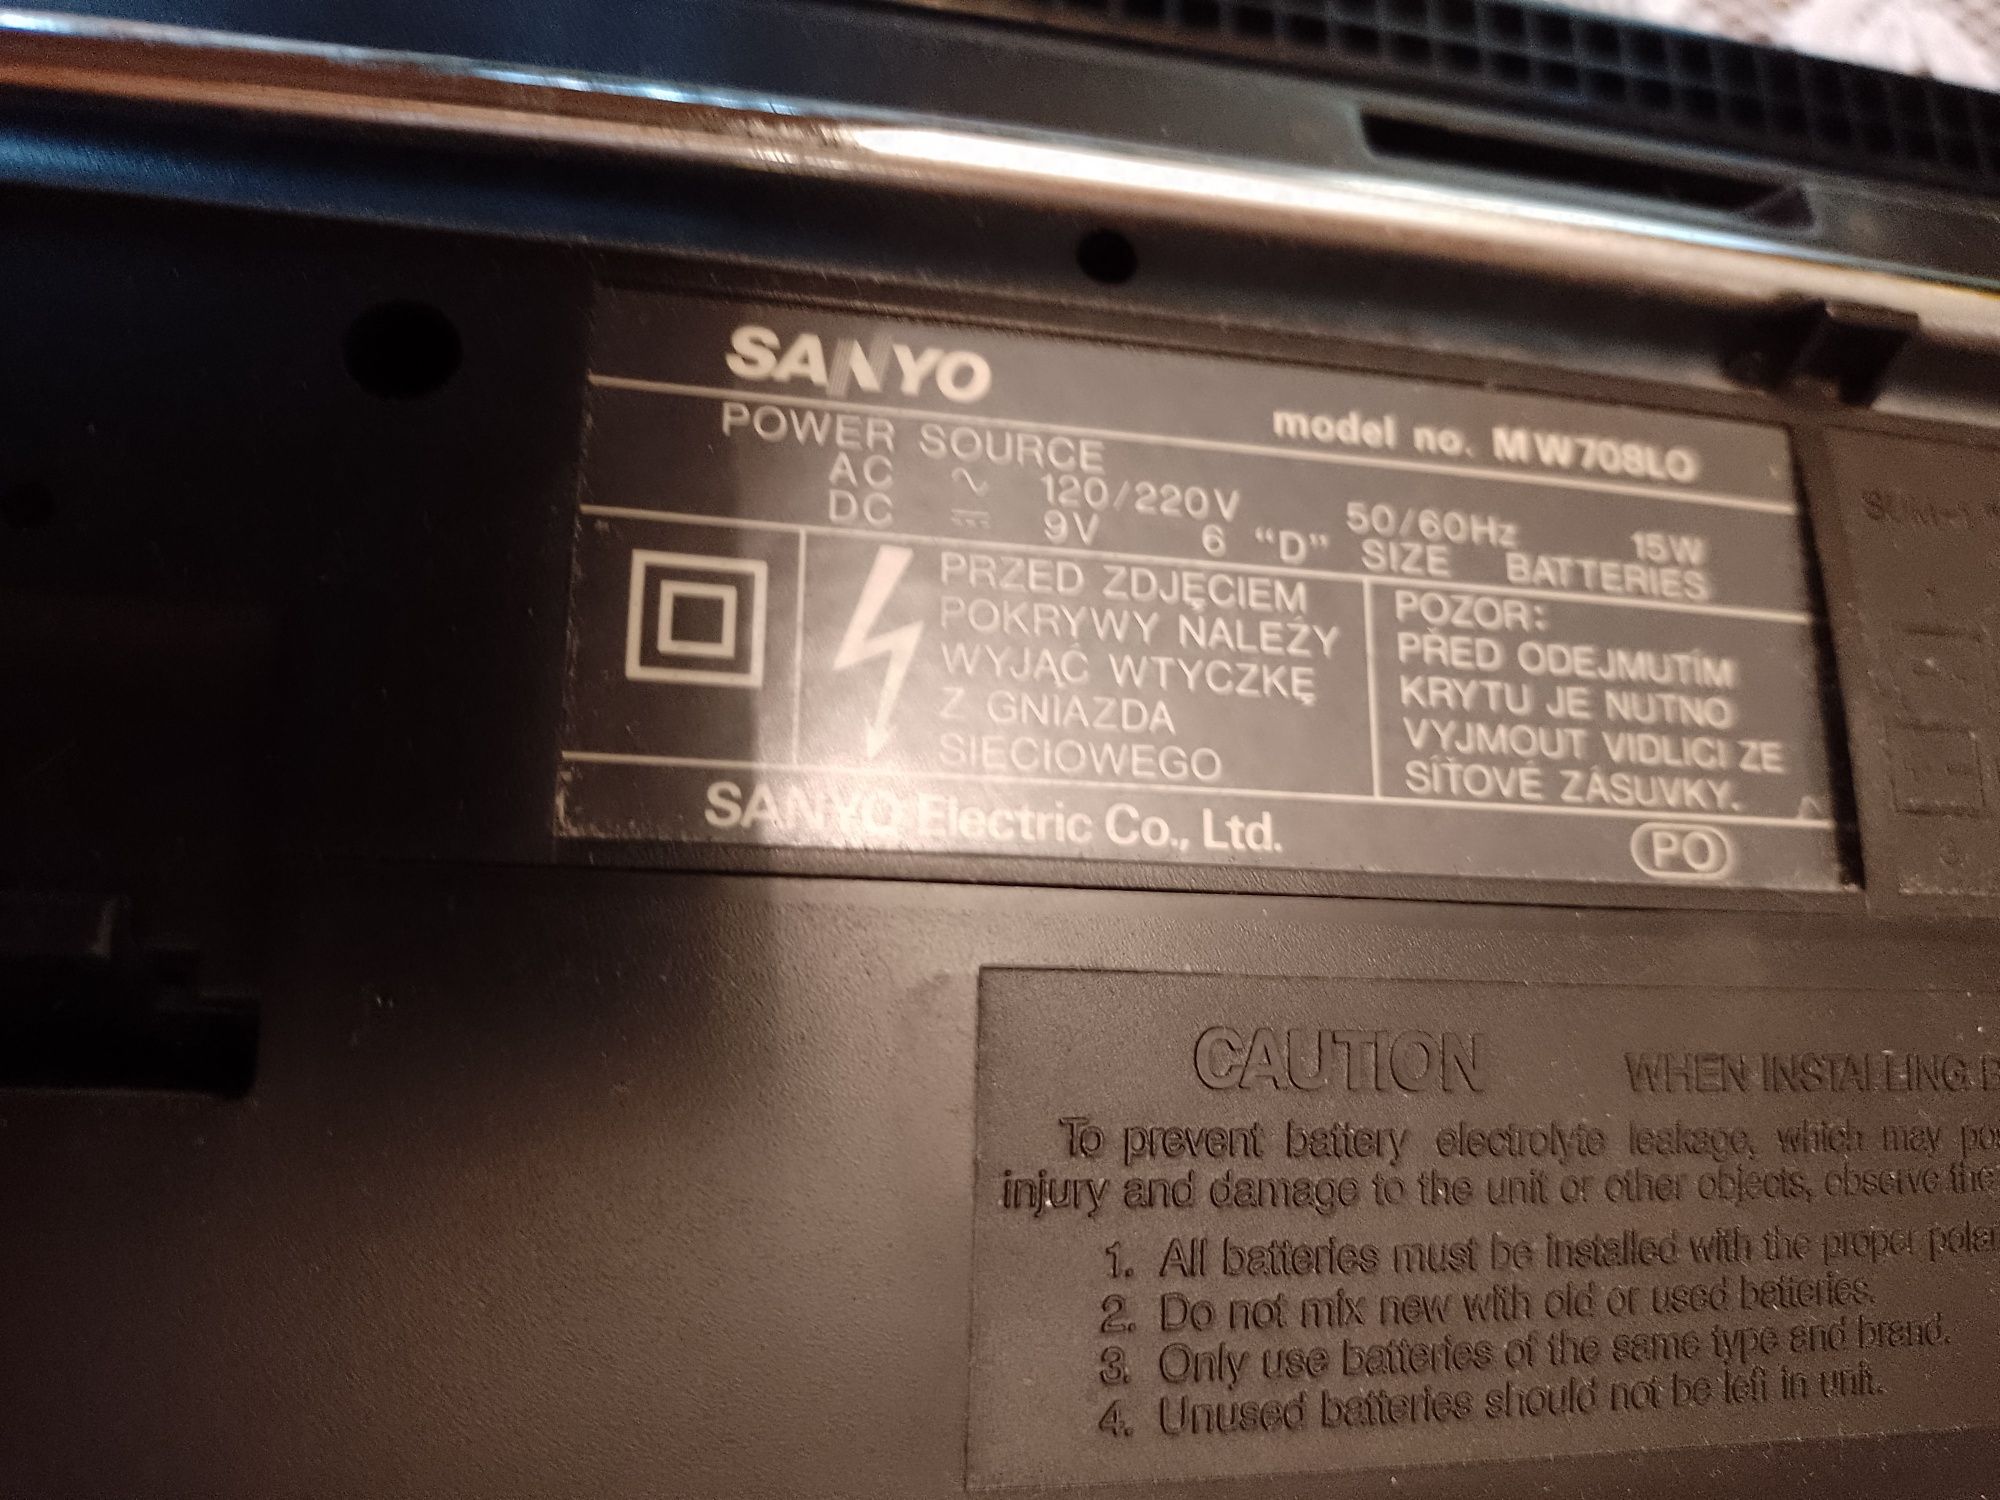 SANYO
model no. MW708LO
POWER SOURCE
AC ~ 120/220V 50/60Hz 15W
DC ⎓ 9V 6 “D” SIZE BATTERIES
PRZED ZDJĘCIEM
POKRYWY NALEŻY
WYJĄĆ WTYCZKĘ
Z GNIAZDA
SIĘCIOWEGO
POZOR:
PŘED ODEJMUTÍM
KRYTU JE NUTNO
VYJMOUT VIDLICI ZE
SÍŤOVÉ ZÁSUVKY.
SANYO Electric Co., Ltd.
PO
CAUTION WHEN INSTALLING
To prevent battery electrolyte leakage, which may
injury and damage to the unit or other objects, observe the
1. All batteries must be installed with the proper
2. Do not mix new with old or used batteries.
3. Only use batteries of the same type and brand.
4. Unused batteries should not be left in unit.